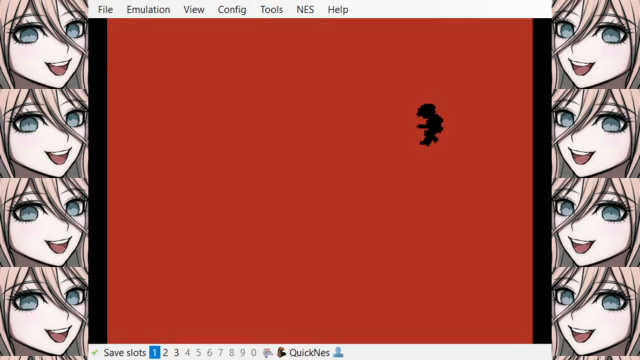 File Emulation View Config Tools NES Help
Save slots 1 2 3 4 5 6 7 8 9 0 QuickNes